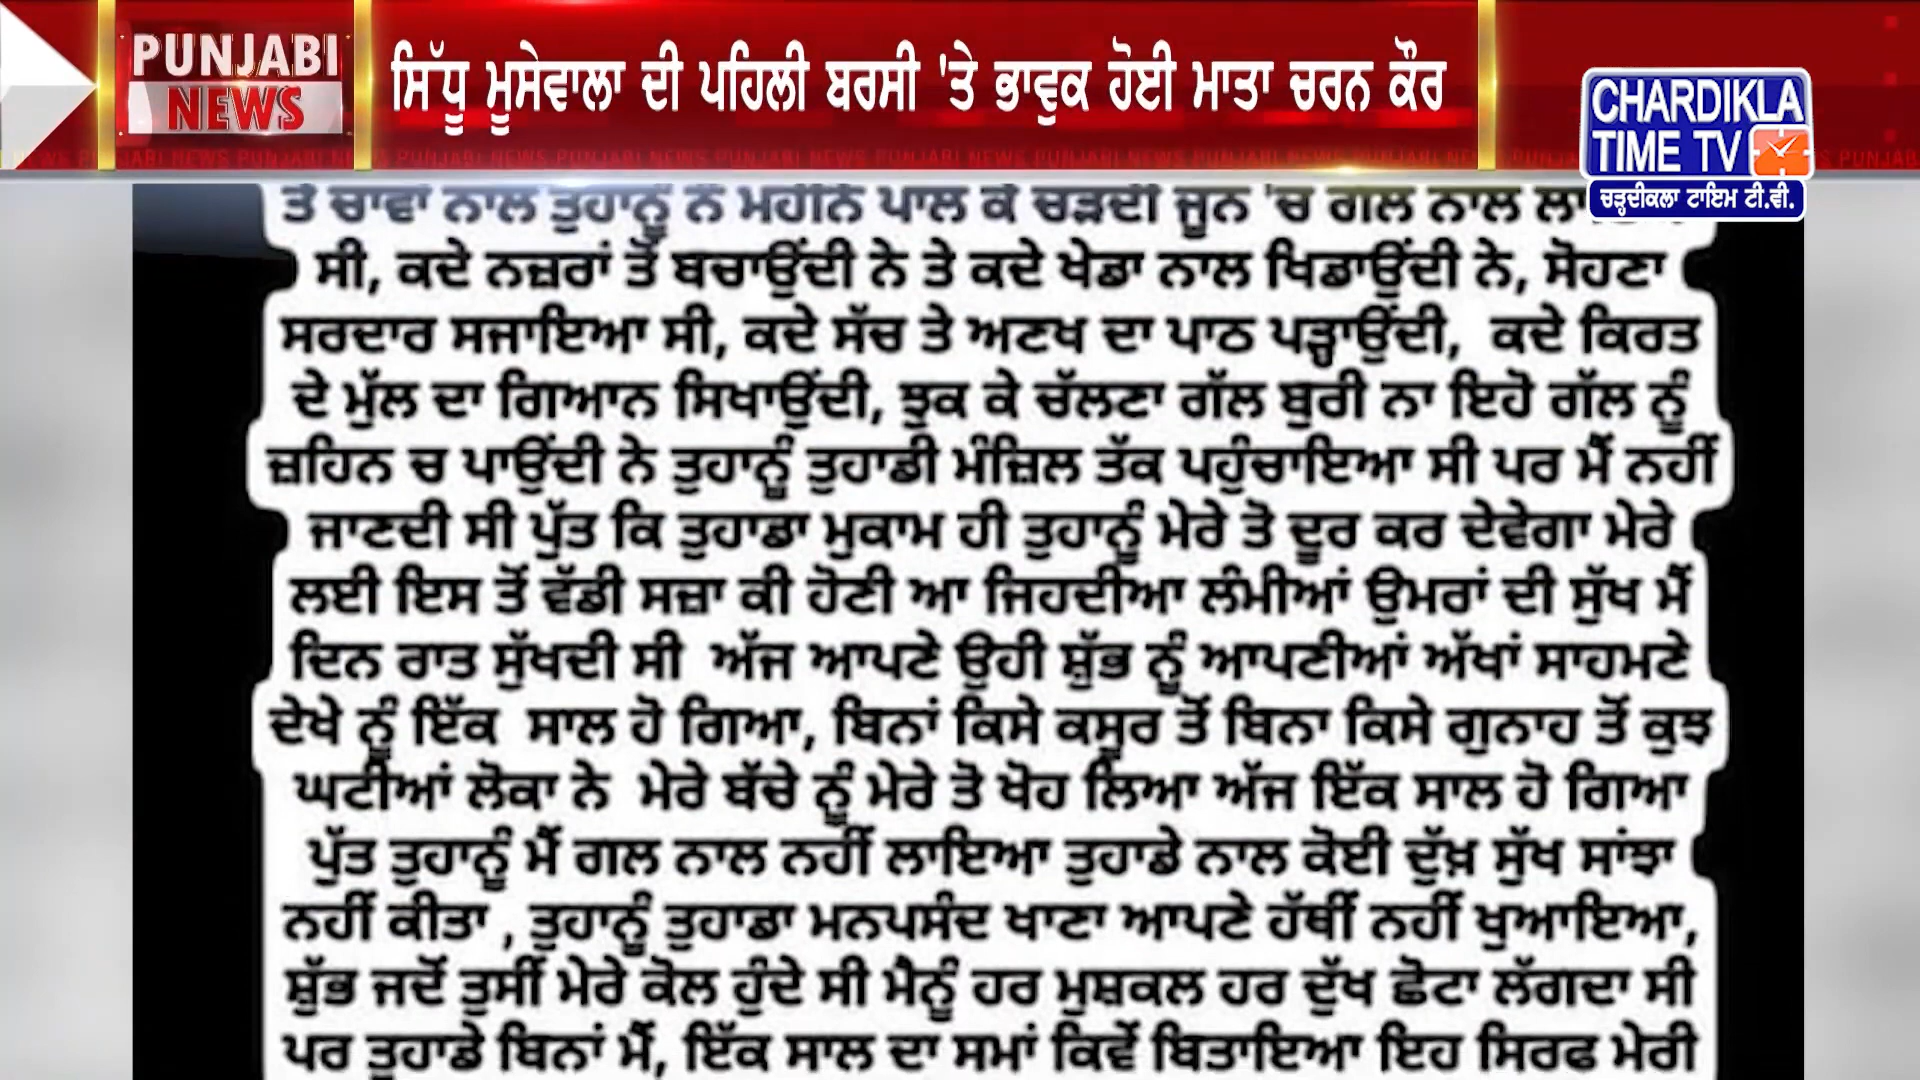 PUNJABI
NEWS
ਸਿੱਧੂ ਮੂਸੇਵਾਲਾ ਦੀ ਪਹਿਲੀ ਬਰਸੀ 'ਤੇ ਭਾਵੁਕ ਹੋਈ ਮਾਤਾ ਚਰਨ ਕੌਰ
CHARDIKLA
TIME TV
ਚੜ੍ਹਦੀਕਲਾ ਟਾਇਮ ਟੀ.ਵੀ.
ਤੇ ਚਾਵਾਂ ਨਾਲ ਤੁਹਾਨੂੰ ਨੌ ਮਹੀਨੇ ਪਾਲ ਕੇ ਚੜਦੀ ਜੂਨ 'ਚ ਗਲ ਨਾਲ
ਸੀ, ਕਦੇ ਨਜ਼ਰਾਂ ਤੋਂ ਬਚਾਉਂਦੀ ਨੇ ਤੇ ਕਦੇ ਖੇਡਾ ਨਾਲ ਖਿਡਾਉਂਦੀ ਨੇ, ਸੋਹਣਾ
ਸਰਦਾਰ ਸਜਾਇਆ ਸੀ, ਕਦੇ ਸੱਚ ਤੇ ਅਣਖ ਦਾ ਪਾਠ ਪੜ੍ਹਾਉਂਦੀ, ਕਦੇ ਕਿਰਤ
ਦੇ ਮੁੱਲ ਦਾ ਗਿਆਨ ਸਿਖਾਉਂਦੀ, ਝੁਕ ਕੇ ਚੱਲਣਾ ਗੱਲ ਬੁਰੀ ਨਾ ਇਹੋ ਗੱਲ ਨੂੰ
ਜ਼ਹਿਨ ਚ ਪਾਉਂਦੀ ਨੇ ਤੁਹਾਨੂੰ ਤੁਹਾਡੀ ਮੰਜ਼ਿਲ ਤੱਕ ਪਹੁੰਚਾਇਆ ਸੀ ਪਰ ਮੈਂ ਨਹੀਂ
ਜਾਣਦੀ ਸੀ ਪੁੱਤ ਕਿ ਤੁਹਾਡਾ ਮੁਕਾਮ ਹੀ ਤੁਹਾਨੂੰ ਮੇਰੇ ਤੋ ਦੂਰ ਕਰ ਦੇਵੇਗਾ ਮੇਰੇ
ਲਈ ਇਸ ਤੋਂ ਵੱਡੀ ਸਜ਼ਾ ਕੀ ਹੋਣੀ ਆ ਜਿਹਦੀਆ ਲੰਮੀਆਂ ਉਮਰਾਂ ਦੀ ਸੁੱਖ ਮੈਂ
ਦਿਨ ਰਾਤ ਸੁੱਖਦੀ ਸੀ ਅੱਜ ਆਪਣੇ ਉਹੀ ਸ਼ੁੱਭ ਨੂੰ ਆਪਣੀਆਂ ਅੱਖਾਂ ਸਾਹਮਣੇ
ਦੇਖੇ ਨੂੰ ਇੱਕ ਸਾਲ ਹੋ ਗਿਆ, ਬਿਨਾਂ ਕਿਸੇ ਕਸੂਰ ਤੋਂ ਬਿਨਾ ਕਿਸੇ ਗੁਨਾਹ ਤੋਂ ਕੁਝ
ਘਟੀਆਂ ਲੋਕਾ ਨੇ ਮੇਰੇ ਬੱਚੇ ਨੂੰ ਮੇਰੇ ਤੋ ਖੋਹ ਲਿਆ ਅੱਜ ਇੱਕ ਸਾਲ ਹੋ ਗਿਆ
ਪੁੱਤ ਤੁਹਾਨੂੰ ਮੈਂ ਗਲ ਨਾਲ ਨਹੀਂ ਲਾਇਆ ਤੁਹਾਡੇ ਨਾਲ ਕੋਈ ਦੁੱਖ਼ ਸੁੱਖ ਸਾਂਝਾ
ਨਹੀਂ ਕੀਤਾ , ਤੁਹਾਨੂੰ ਤੁਹਾਡਾ ਮਨਪਸੰਦ ਖਾਣਾ ਆਪਣੇ ਹੱਥੀਂ ਨਹੀਂ ਖੁਆਇਆ,
ਸ਼ੁੱਭ ਜਦੋਂ ਤੁਸੀਂ ਮੇਰੇ ਕੋਲ ਹੁੰਦੇ ਸੀ ਮੈਨੂੰ ਹਰ ਮੁਸ਼ਕਲ ਹਰ ਦੁੱਖ ਛੋਟਾ ਲੱਗਦਾ ਸੀ
ਪਰ ਤੁਹਾਡੇ ਬਿਨਾਂ ਮੈਂ, ਇੱਕ ਸਾਲ ਦਾ ਸਮਾਂ ਕਿਵੇਂ ਬਿਤਾਇਆ ਇਹ ਸਿਰਫ ਮੇਰੀ